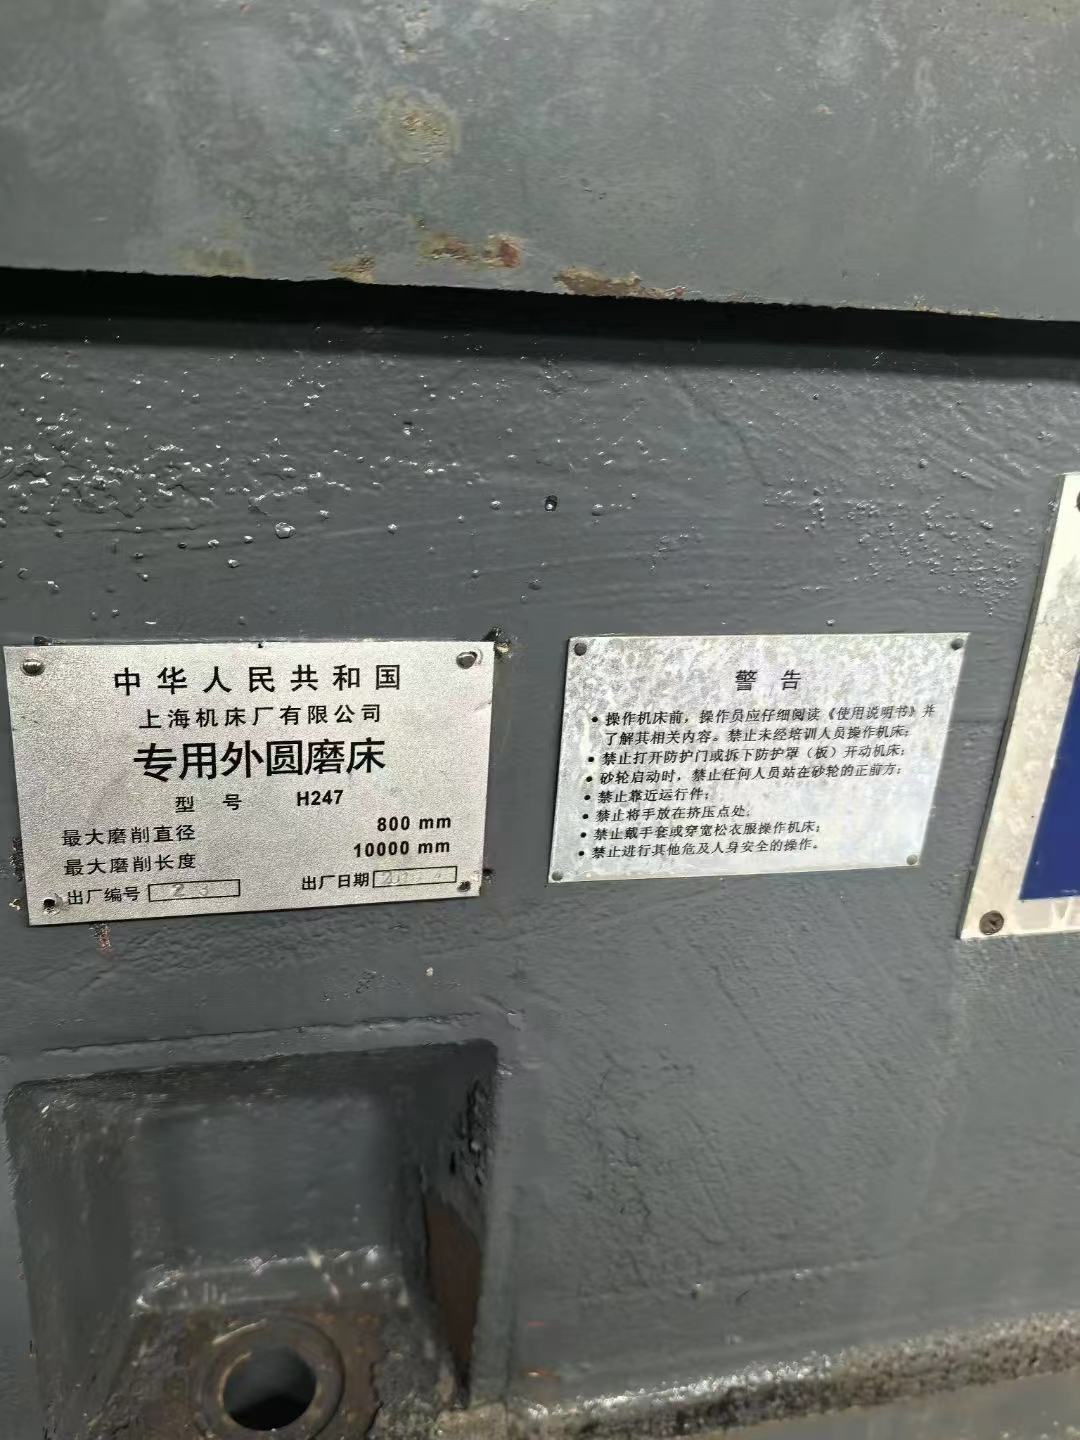 中华人民共和国
上海机床厂有限公司
专用外圆磨床
型号 H247
最大磨削直径 800 mm
最大磨削长度 10000 mm
出厂编号 出厂日期
警告
• 操作机床前，操作员应仔细阅读《使用说明书》并
了解其相关内容。禁止未经培训人员操作机床；
• 禁止打开防护门或拆下防护罩（板）开动机床；
• 砂轮启动时，禁止任何人员站在砂轮的正前方；
• 禁止靠近运行件；
• 禁止将手放在挤压点处；
• 禁止戴手套或穿宽松衣服操作机床；
• 禁止进行其他危及人身安全的操作。